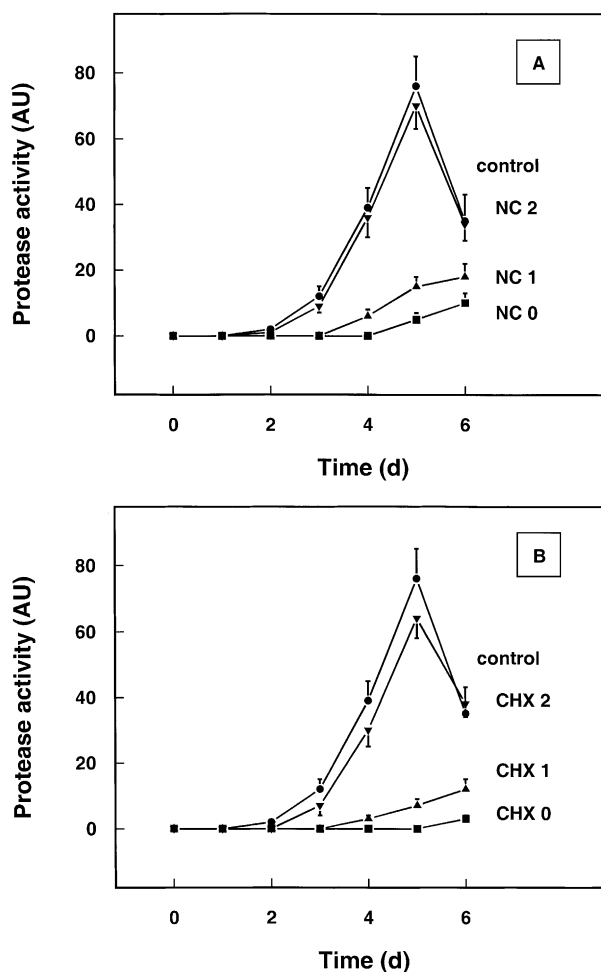 A
Protease activity (AU)
80
60
40
20
0
control
NC 2
NC 1
NC 0
0 2 4 6
Time (d)
B
Protease activity (AU)
80
60
40
20
0
control
CHX 2
CHX 1
CHX 0
0 2 4 6
Time (d)